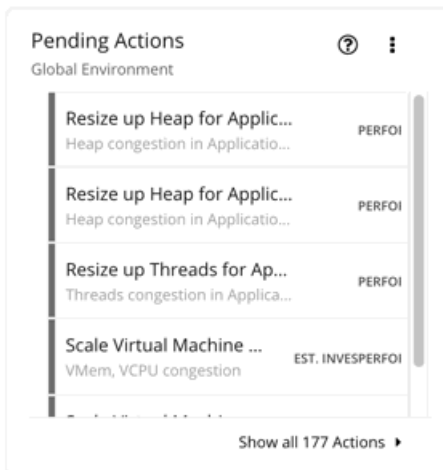 Pending Actions
Global Environment
Resize up Heap for Applic...
PERFOI
Heap congestion in Applicatio...
Resize up Heap for Applic...
PERFOI
Heap congestion in Applicatio...
Resize up Threads for Ap...
PERFOI
Threads congestion in Applica...
Scale Virtual Machine ...
EST. INVESPERFOI
VMem, VCPU congestion
Show all 177 Actions